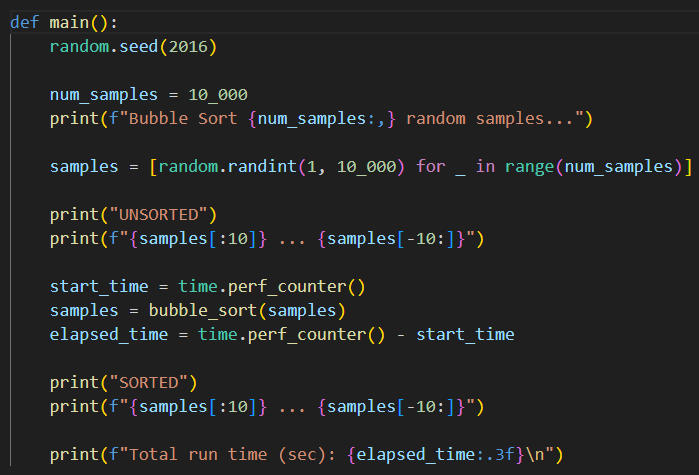 def main():
    random.seed(2016)

    num_samples = 10_000
    print(f"Bubble Sort {num_samples:,} random samples...")

    samples = [random.randint(1, 10_000) for _ in range(num_samples)]

    print("UNSORTED")
    print(f"{samples[:10]} ... {samples[-10:]}")

    start_time = time.perf_counter()
    samples = bubble_sort(samples)
    elapsed_time = time.perf_counter() - start_time

    print("SORTED")
    print(f"{samples[:10]} ... {samples[-10:]}")

    print(f"Total run time (sec): {elapsed_time:.3f}\n")